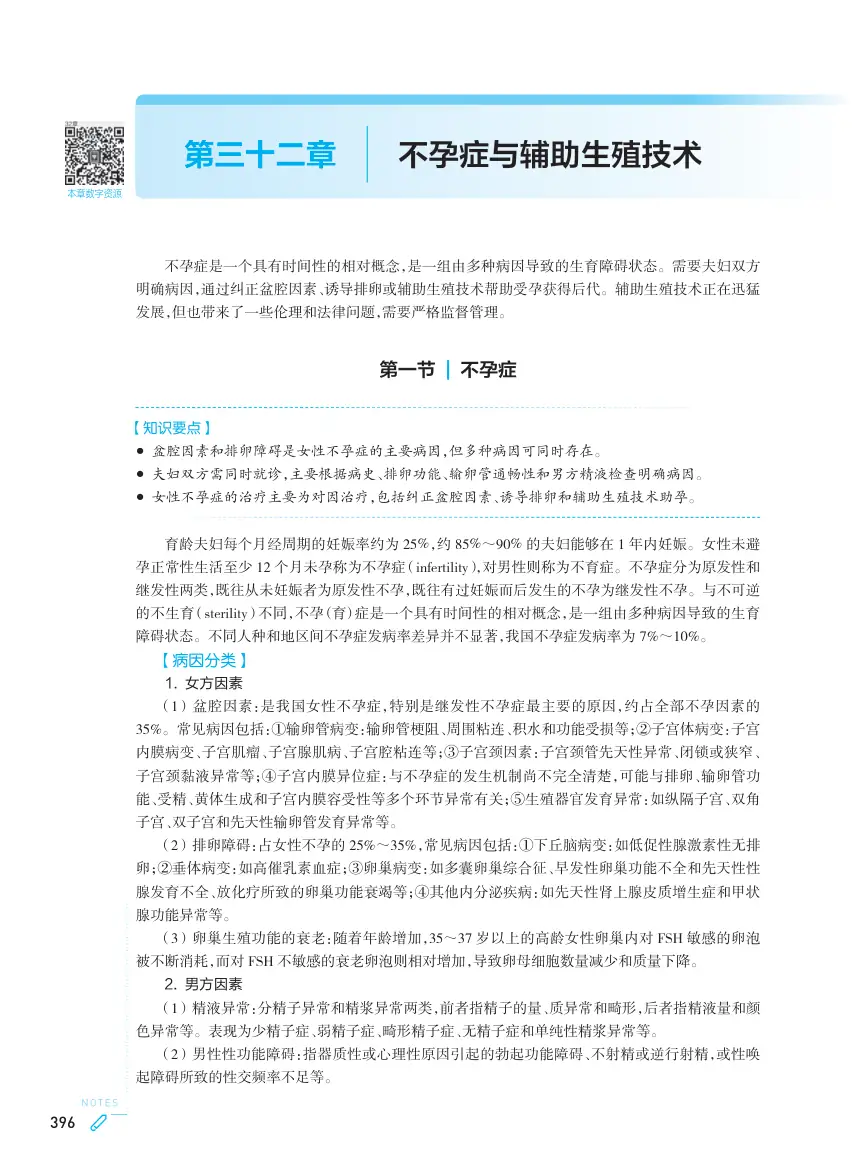 32章
本章数字资源
第三十二章
不孕症与辅助生殖技术
不孕症是一个具有时间性的相对概念,是一组由多种病因导致的生育障碍状态。需要夫妇双方
明确病因,通过纠正盆腔因素、诱导排卵或辅助生殖技术帮助受孕获得后代。辅助生殖技术正在迅猛
发展,但也带来了一些伦理和法律问题,需要严格监督管理。
第一节 | 不孕症
【知识要点】
● 盆腔因素和排卵障碍是女性不孕症的主要病因,但多种病因可同时存在。
● 夫妇双方需同时就诊,主要根据病史、排卵功能、输卵管通畅性和男方精液检查明确病因。
● 女性不孕症的治疗主要为对因治疗,包括纠正盆腔因素、诱导排卵和辅助生殖技术助孕。
育龄夫妇每个月经周期的妊娠率约为 25%,约 85%～90% 的夫妇能够在 1 年内妊娠。女性未避
孕正常性生活至少 12 个月未孕称为不孕症(infertility),对男性则称为不育症。不孕症分为原发性和
继发性两类,既往从未妊娠者为原发性不孕,既往有过妊娠而后发生的不孕为继发性不孕。与不可逆
的不生育(sterility)不同,不孕(育)症是一个具有时间性的相对概念,是一组由多种病因导致的生育
障碍状态。不同人种和地区间不孕症发病率差异并不显著,我国不孕症发病率为 7%～10%。
【病因分类】
1. 女方因素
(1)盆腔因素:是我国女性不孕症,特别是继发性不孕症最主要的原因,约占全部不孕因素的
35%。常见病因包括:①输卵管病变:输卵管梗阻、周围粘连、积水和功能受损等;②子宫体病变:子宫
内膜病变、子宫肌瘤、子宫腺肌病、子宫腔粘连等;③子宫颈因素:子宫颈管先天性异常、闭锁或狭窄、
子宫颈黏液异常等;④子宫内膜异位症:与不孕症的发生机制尚不完全清楚,可能与排卵、输卵管功
能、受精、黄体生成和子宫内膜容受性等多个环节异常有关;⑤生殖器官发育异常:如纵隔子宫、双角
子宫、双子宫和先天性输卵管发育异常等。
(2)排卵障碍:占女性不孕的 25%～35%,常见病因包括:①下丘脑病变:如低促性腺激素性无排
卵;②垂体病变:如高催乳素血症;③卵巢病变:如多囊卵巢综合征、早发性卵巢功能不全和先天性性
腺发育不全、放化疗所致的卵巢功能衰竭等;④其他内分泌疾病:如先天性肾上腺皮质增生症和甲状
腺功能异常等。
(3)卵巢生殖功能的衰老:随着年龄增加,35～37 岁以上的高龄女性卵巢内对 FSH 敏感的卵泡
被不断消耗,而对 FSH 不敏感的衰老卵泡则相对增加,导致卵母细胞数量减少和质量下降。
2. 男方因素
(1)精液异常:分精子异常和精浆异常两类,前者指精子的量、质异常和畸形,后者指精液量和颜
色异常等。表现为少精子症、弱精子症、畸形精子症、无精子症和单纯性精浆异常等。
(2)男性性功能障碍:指器质性或心理性原因引起的勃起功能障碍、不射精或逆行射精,或性唤
起障碍所致的性交频率不足等。
NOTES
396